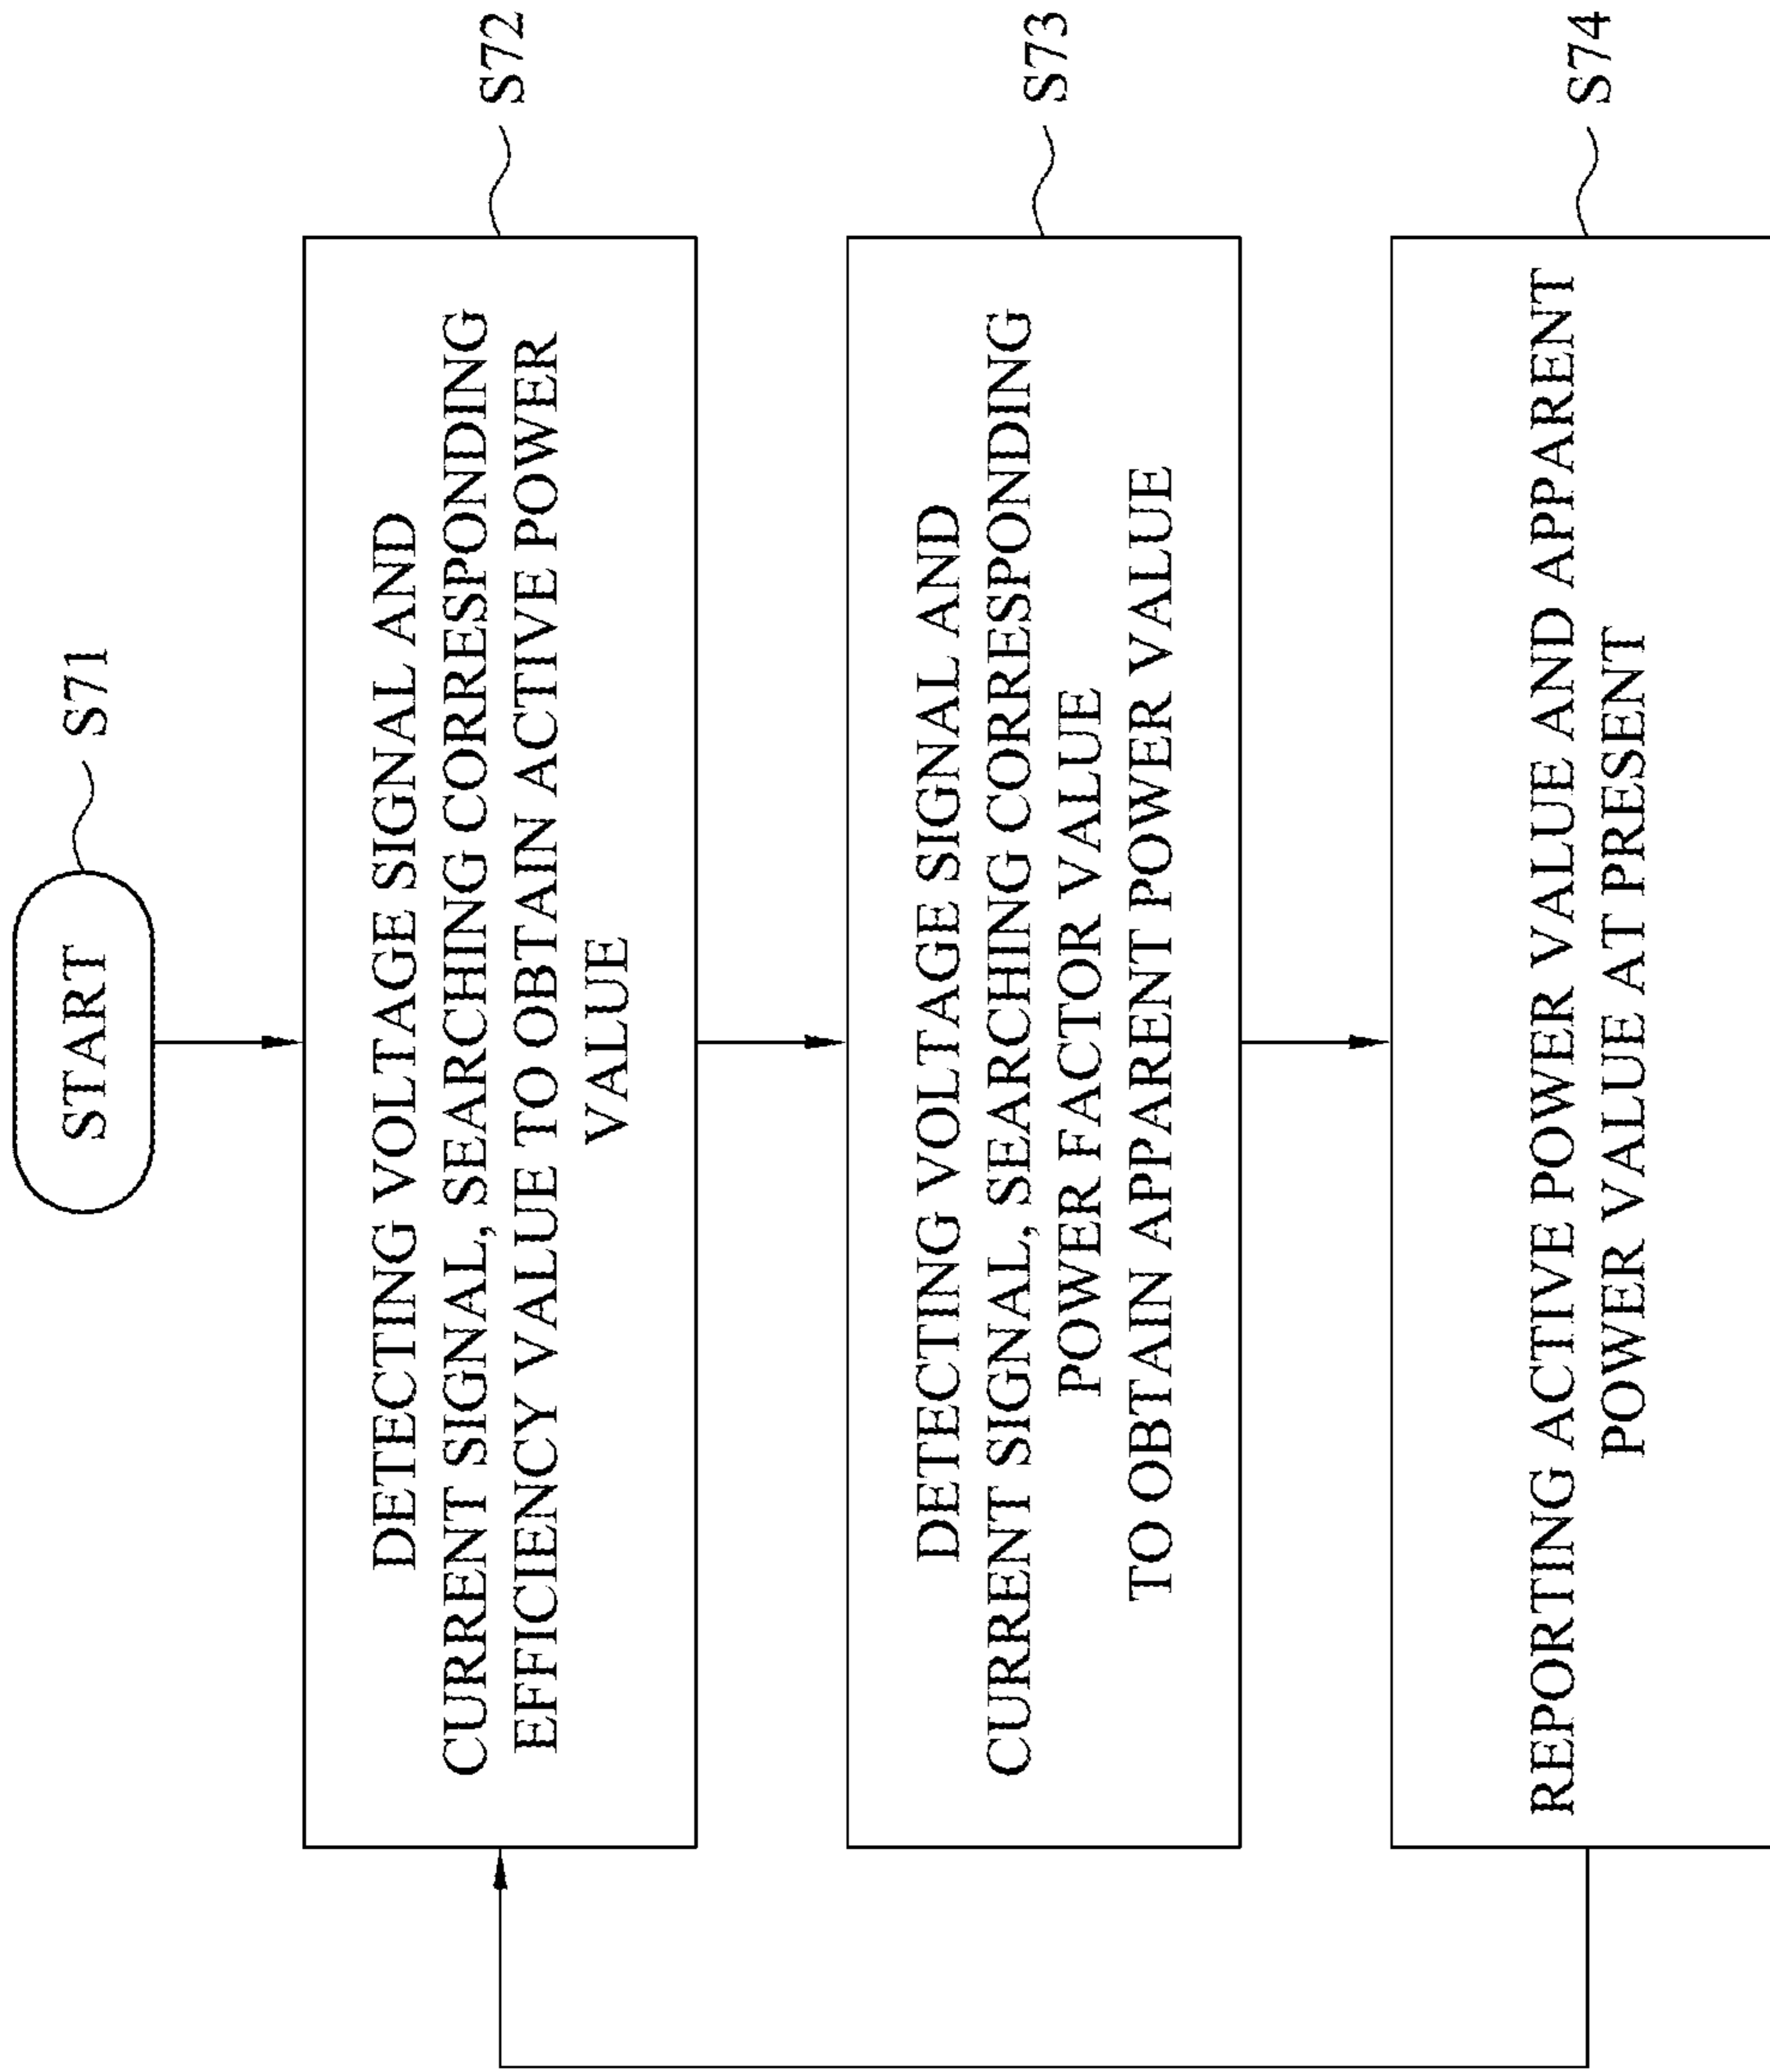 START
S71
DETECTING VOLTAGE SIGNAL AND
CURRENT SIGNAL, SEARCHING CORRESPONDING
EFFICIENCY VALUE TO OBTAIN ACTIVE POWER
VALUE
S72
DETECTING VOLTAGE SIGNAL AND
CURRENT SIGNAL, SEARCHING CORRESPONDING
POWER FACTOR VALUE
TO OBTAIN APPARENT POWER VALUE
S73
REPORTING ACTIVE POWER VALUE AND APPARENT
POWER VALUE AT PRESENT
S74